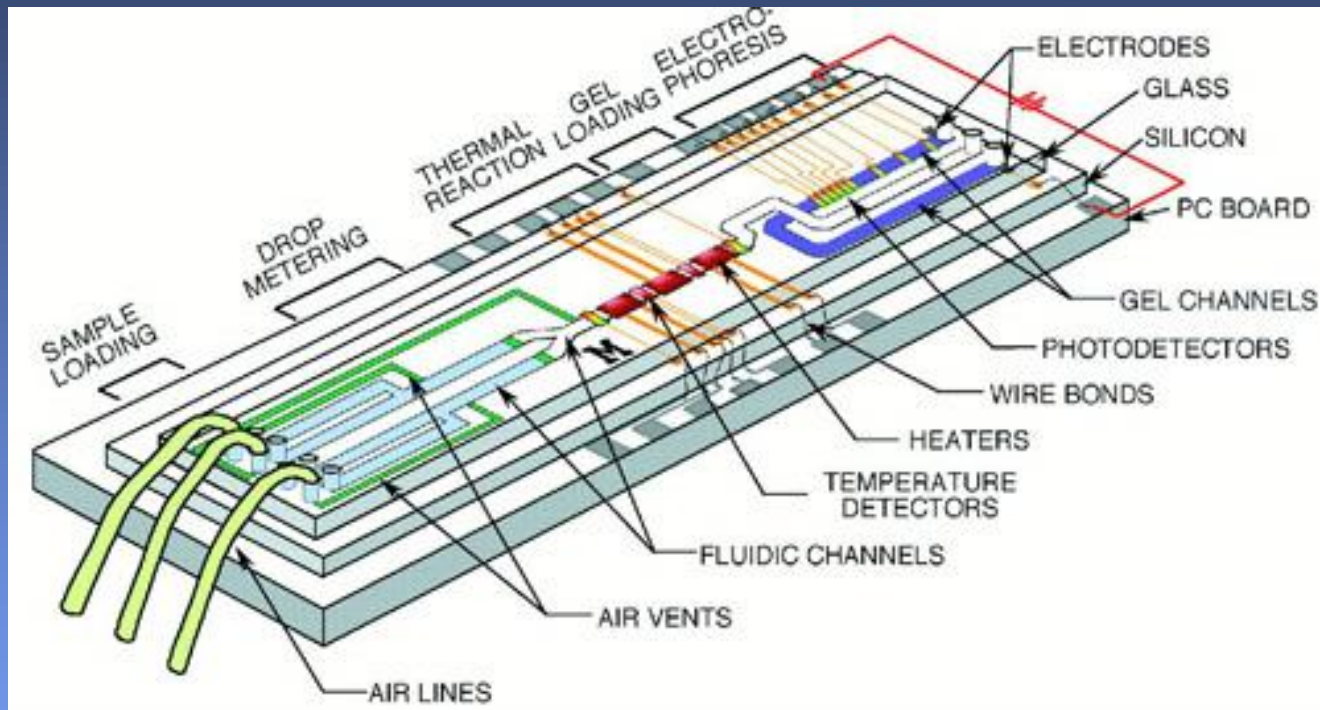 SAMPLE
LOADING
DROP
METERING
THERMAL
REACTION
GEL
LOADING
ELECTRO-
PHORESIS
ELECTRODES
GLASS
SILICON
PC BOARD
GEL CHANNELS
PHOTODETECTORS
WIRE BONDS
HEATERS
TEMPERATURE
DETECTORS
FLUIDIC CHANNELS
AIR VENTS
AIR LINES
M